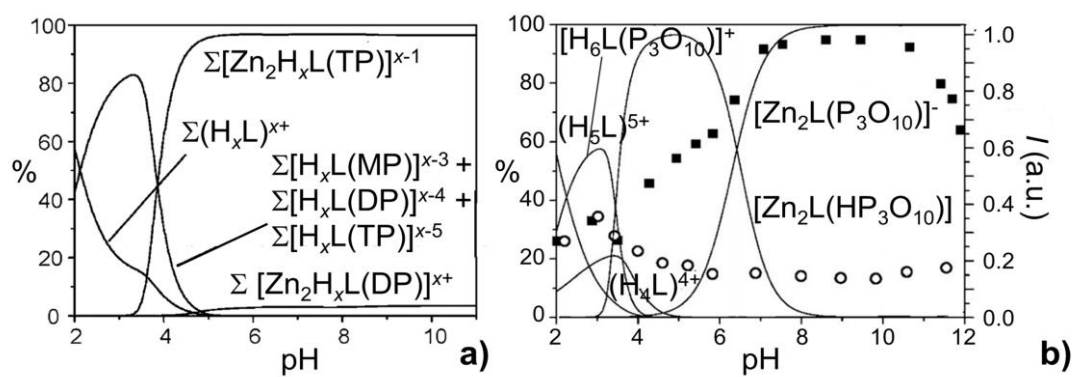 100
80
60
40
20
0
%
2
4
6
8
10
pH
Σ[Zn₂HₓL(TP)]ˣ⁻¹
Σ(HₓL)ˣ⁺
Σ[HₓL(MP)]ˣ⁻³ +
Σ[HₓL(DP)]ˣ⁻⁴ +
Σ[HₓL(TP)]ˣ⁻⁵
Σ [Zn₂HₓL(DP)]ˣ⁺
a)
100
80
60
40
20
0
%
2
4
6
8
10
12
pH
[H₆L(P₃O₁₀)]⁺
(H₅L)⁵⁺
(H₄L)⁴⁺
[Zn₂L(P₃O₁₀)]⁻
[Zn₂L(HP₃O₁₀)]
1.0
0.8
0.6
0.4
0.2
0.0
I (a.u.)
b)